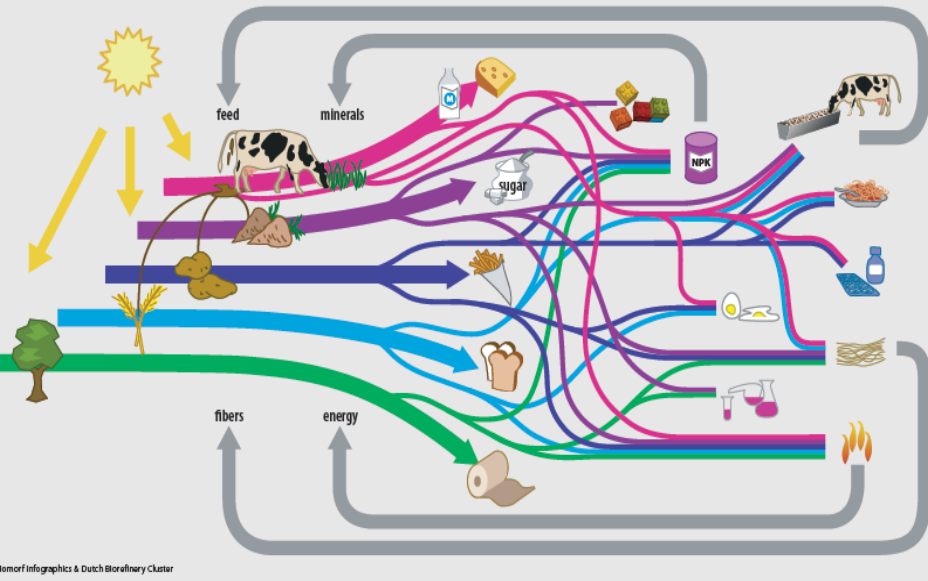 feed
minerals
M
NPK
sugar
fibers
energy
Infographics & Dutch Biorefinery Cluster